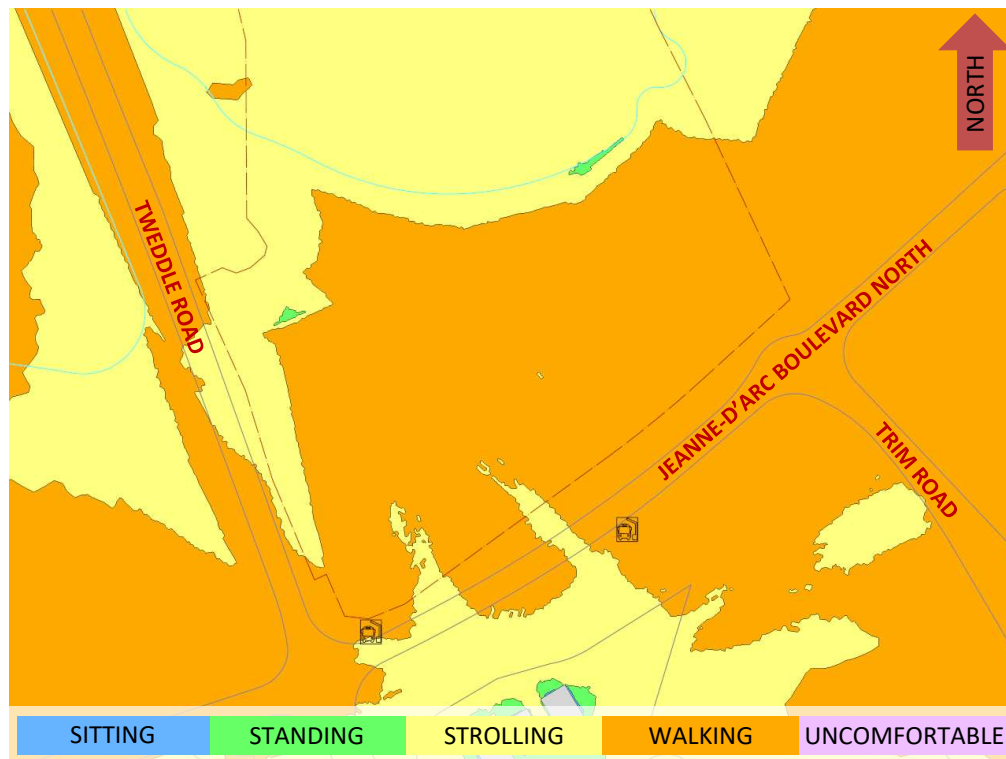 NORTH
TWEDDLE ROAD
JEANNE-D'ARC BOULEVARD NORTH
TRIM ROAD
SITTING STANDING STROLLING WALKING UNCOMFORTABLE